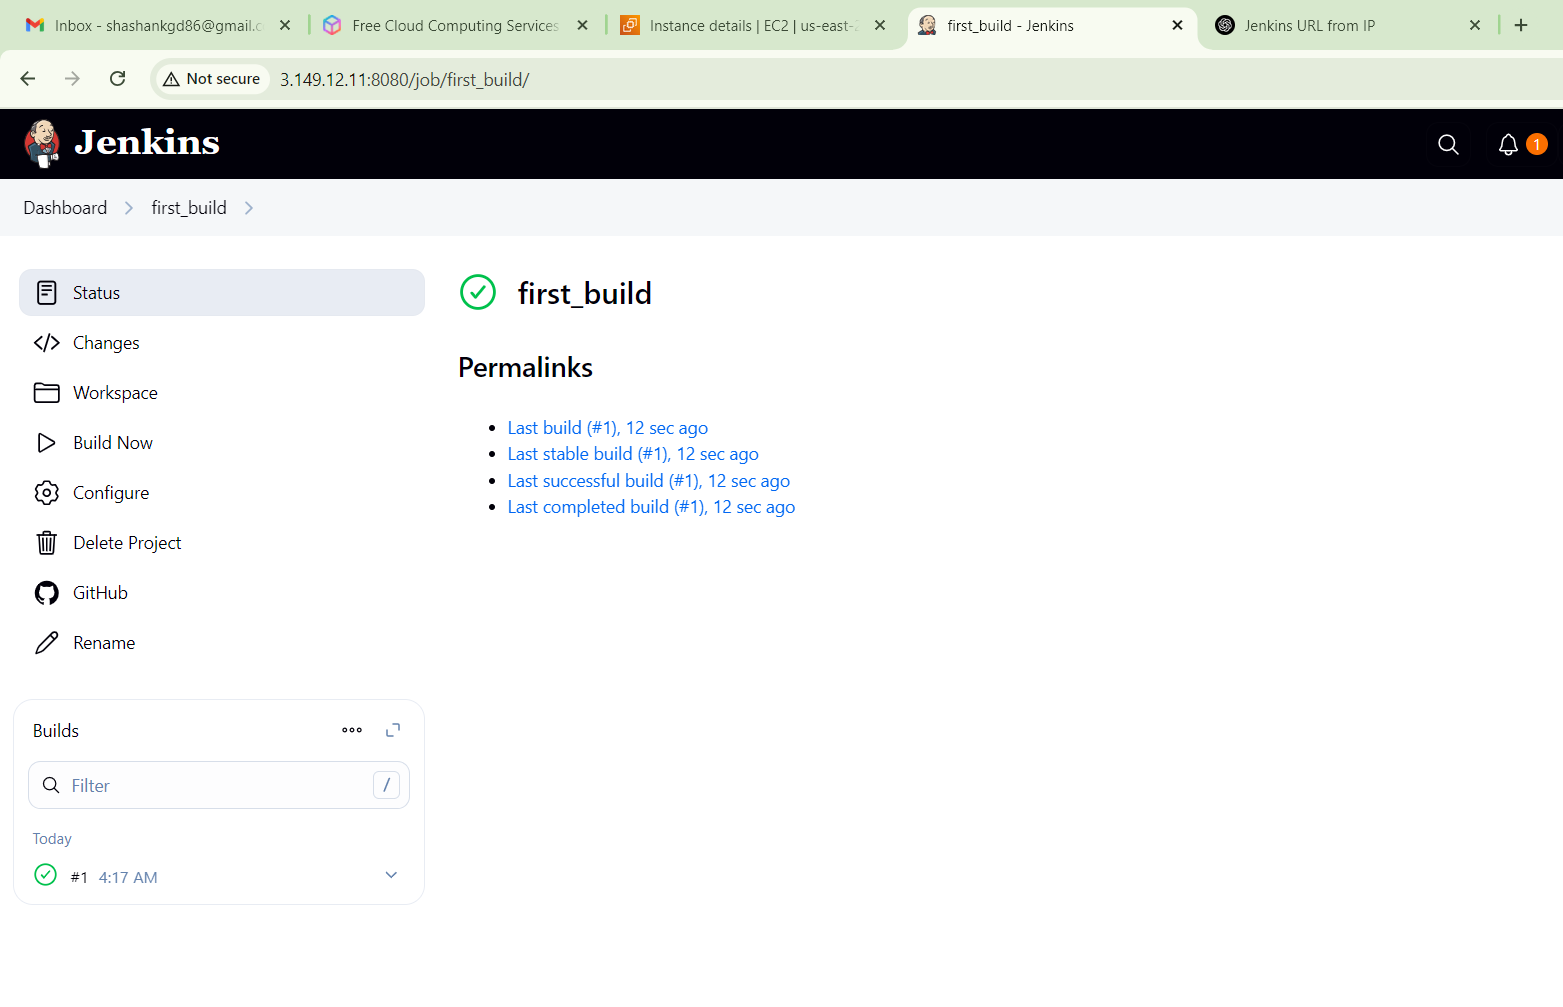 Inbox - shashankgd86@gmail.c
Free Cloud Computing Services
Instance details | EC2 | us-east-2
first_build - Jenkins
Jenkins URL from IP
Not secure
3.149.12.11:8080/job/first_build/
Jenkins
1
Dashboard
first_build
Status
Changes
Workspace
Build Now
Configure
Delete Project
GitHub
Rename
Builds
Filter
/
Today
#1 4:17 AM
first_build
Permalinks
Last build (#1), 12 sec ago
Last stable build (#1), 12 sec ago
Last successful build (#1), 12 sec ago
Last completed build (#1), 12 sec ago